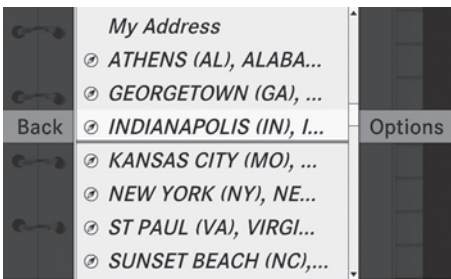 My Address
ATHENS (AL), ALABA...
GEORGETOWN (GA), ...
Back
INDIANAPOLIS (IN), I...
Options
KANSAS CITY (MO), ...
NEW YORK (NY), NE...
ST PAUL (VA), VIRGI...
SUNSET BEACH (NC),...